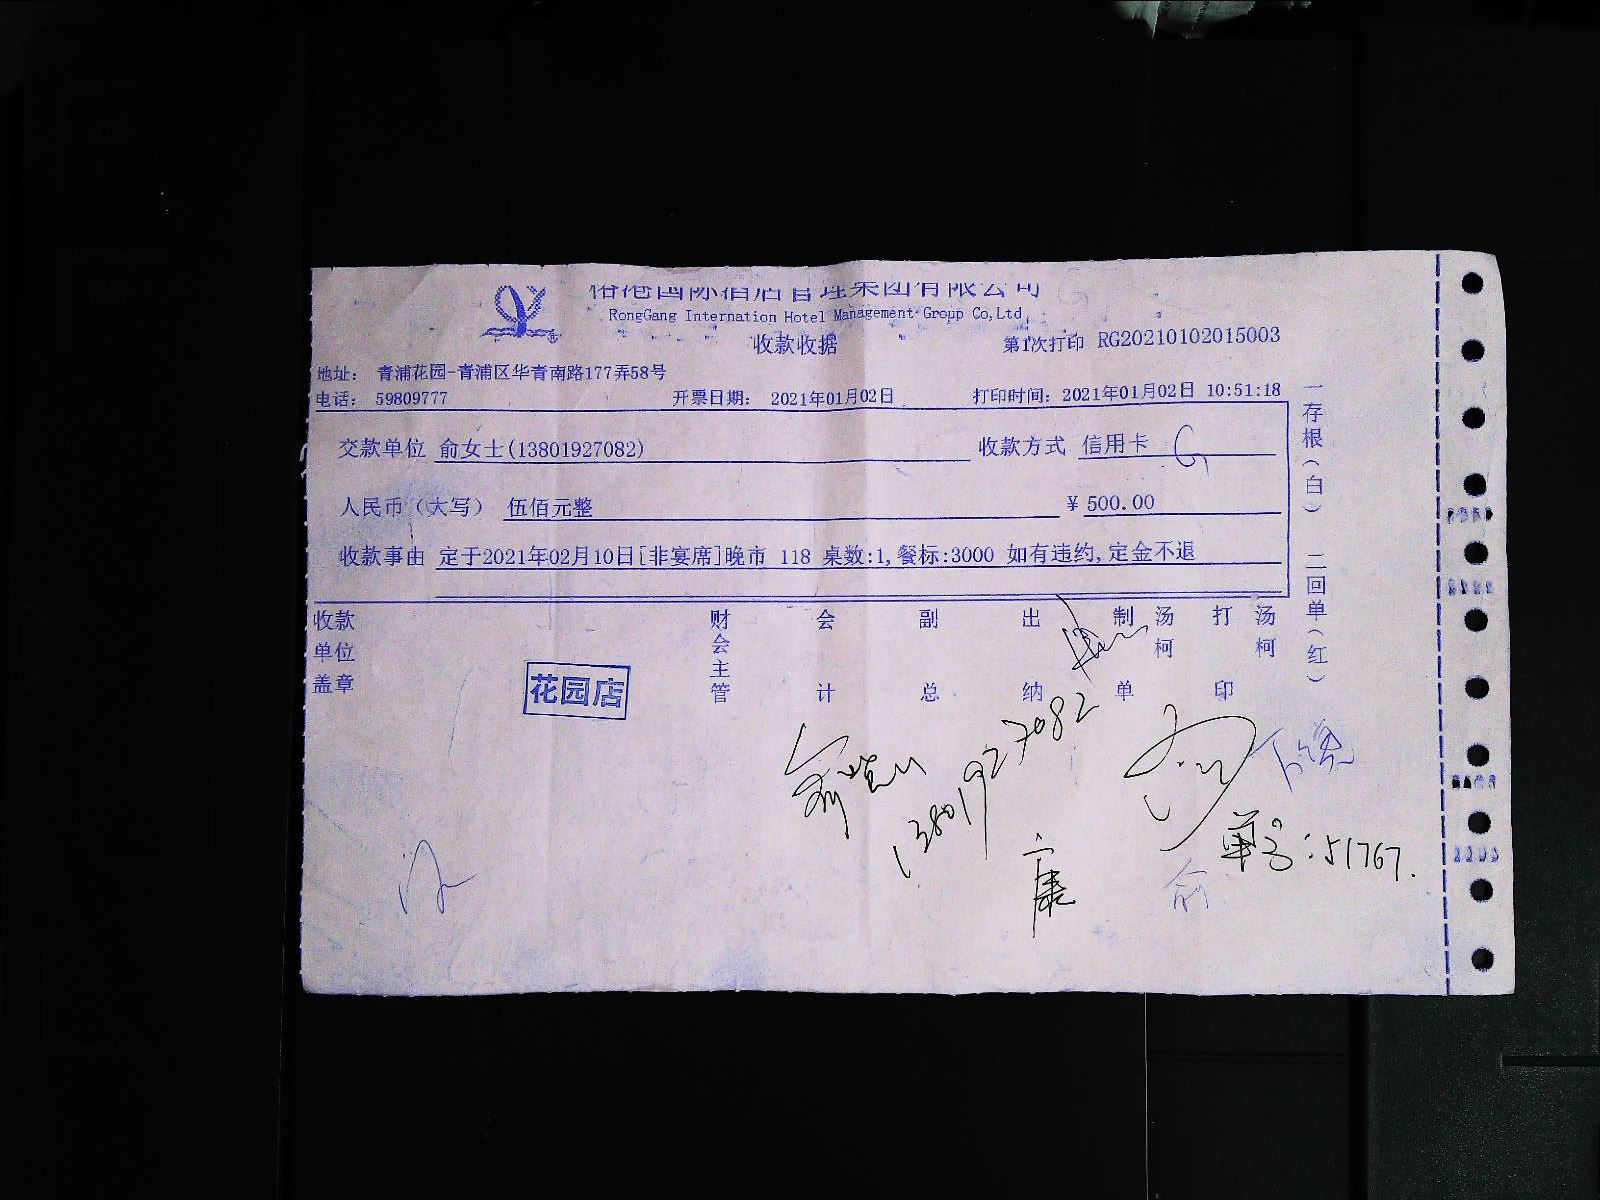 榕港国际酒店管理集团有限公司
RongGang Internation Hotel Management Group Co,Ltd
收款收据
第1次打印 RG20210102015003
地址： 青浦花园-青浦区华青南路177弄58号
电话： 59809777 开票日期： 2021年01月02日 打印时间：2021年01月02日 10:51:18
交款单位 俞女士(13801927082) 收款方式 信用卡
人民币（大写） 伍佰元整 ￥500.00
收款事由 定于2021年02月10日[非宴席]晚市 118 桌数:1,餐标:3000 如有违约,定金不退
收款单位盖章 财会主管 会计 副总 出纳 制单 汤柯 打印 汤柯
一存根（白） 二回单（红）
花园店
13801927082
单号：51767.
康
俞